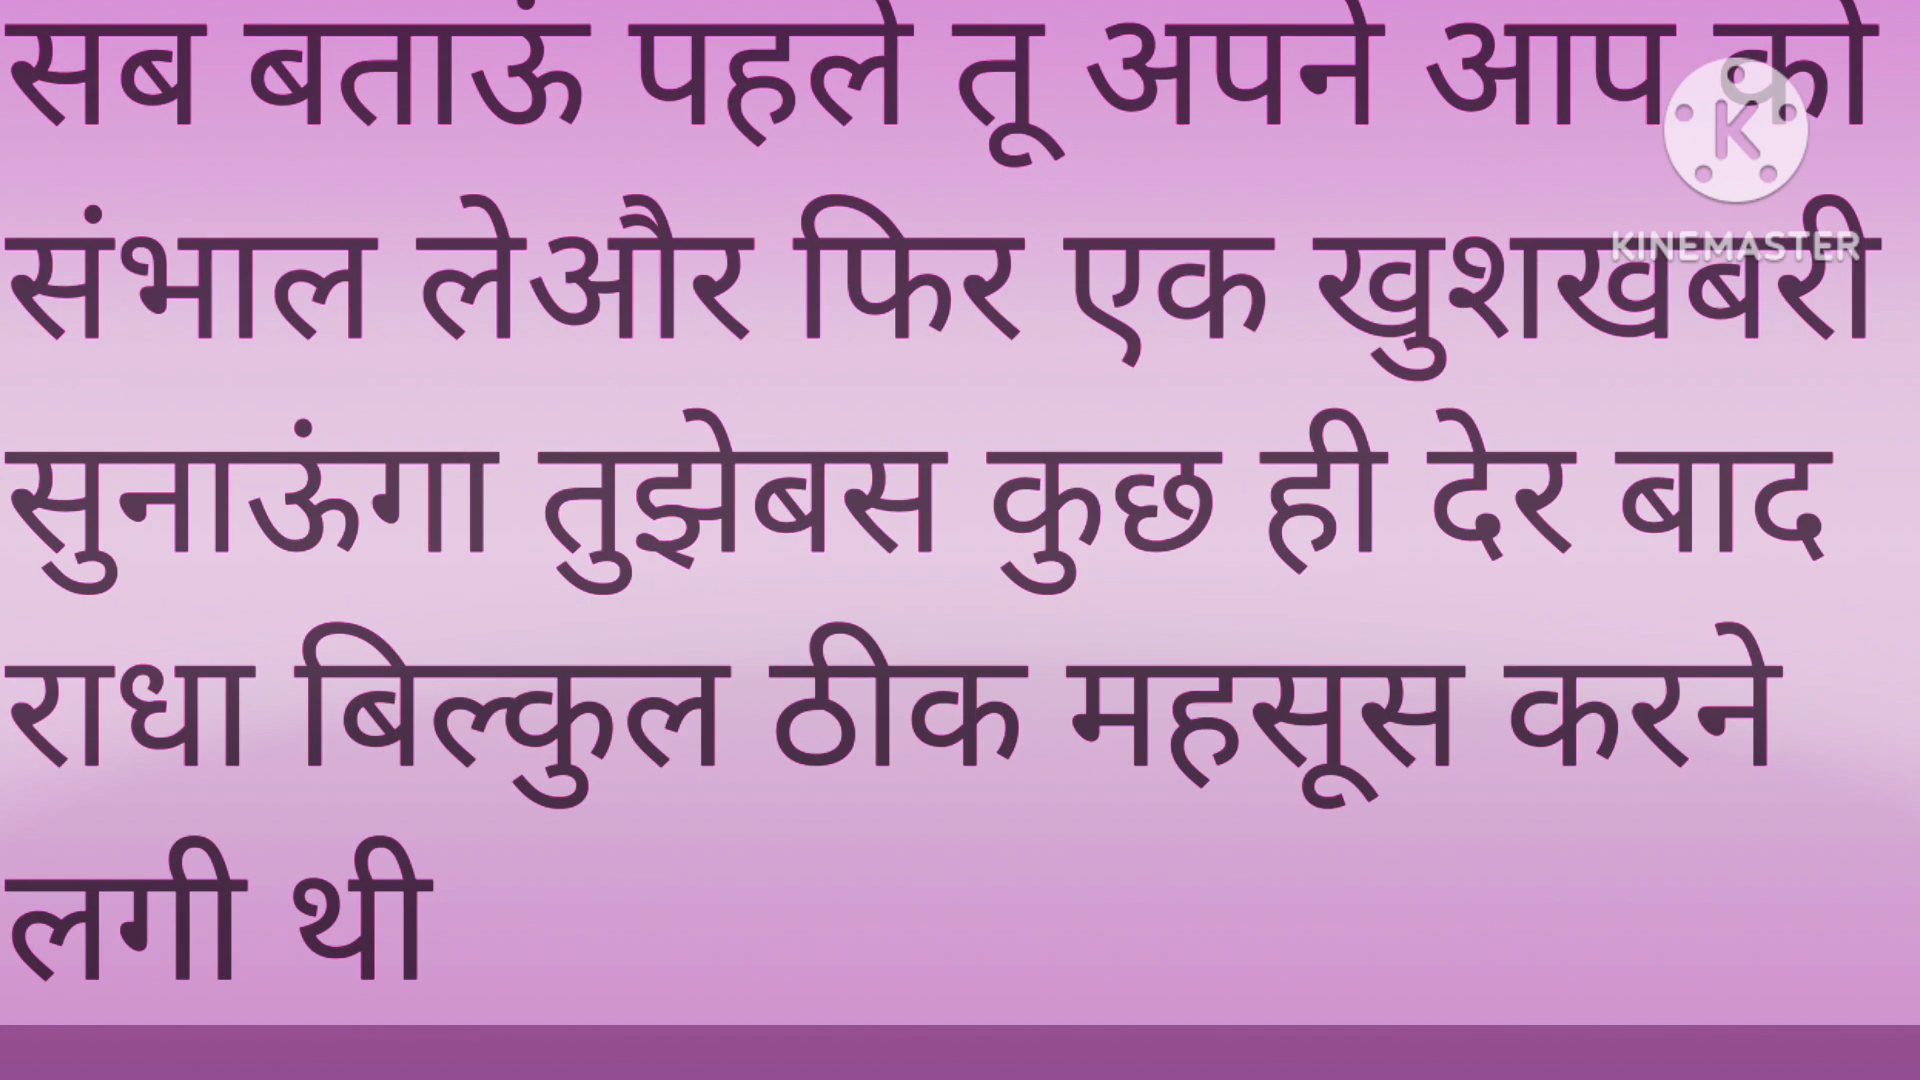 सब बताऊं पहले तू अपने आप को
संभाल लेऔर फिर एक खुशखबरी
सुनाऊंगा तुझेबस कुछ ही देर बाद
राधा बिल्कुल ठीक महसूस करने
लगी थी
KINEMASTER